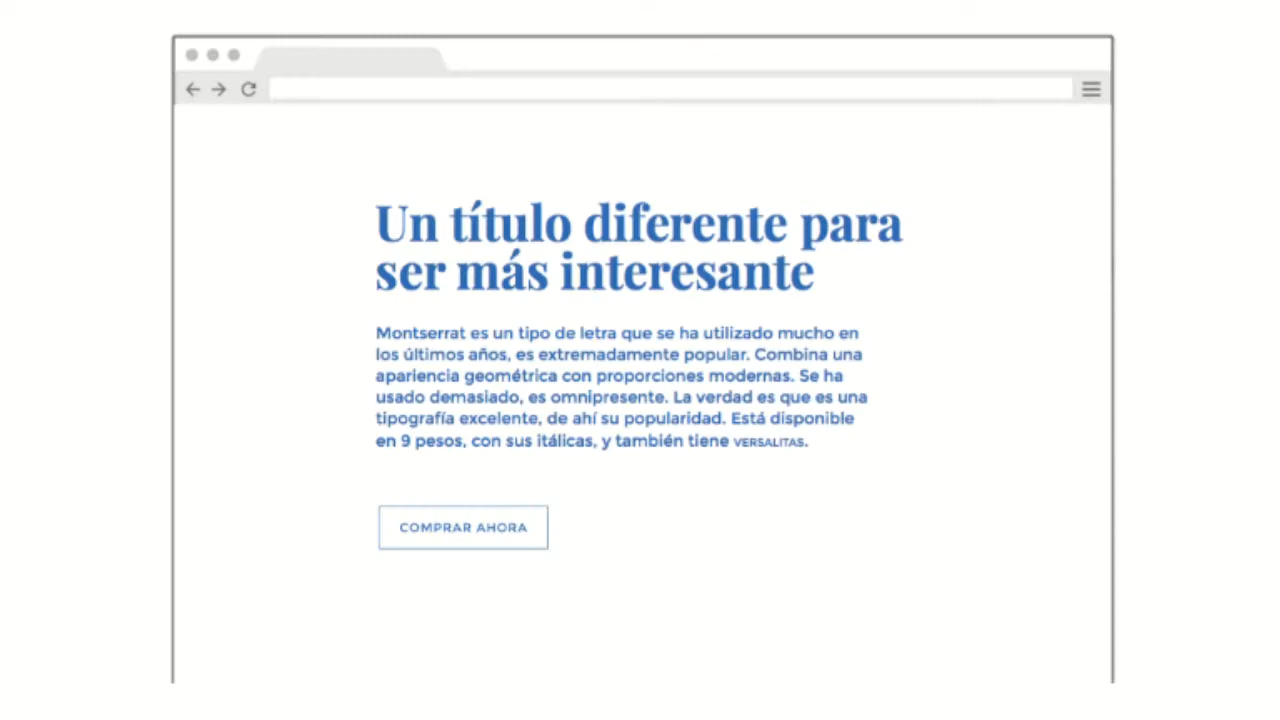 Un título diferente para
ser más interesante
Montserrat es un tipo de letra que se ha utilizado mucho en
los últimos años, es extremadamente popular. Combina una
apariencia geométrica con proporciones modernas. Se ha
usado demasiado, es omnipresente. La verdad es que es una
tipografía excelente, de ahí su popularidad. Está disponible
en 9 pesos, con sus itálicas, y también tiene VERSALITAS.
COMPRAR AHORA